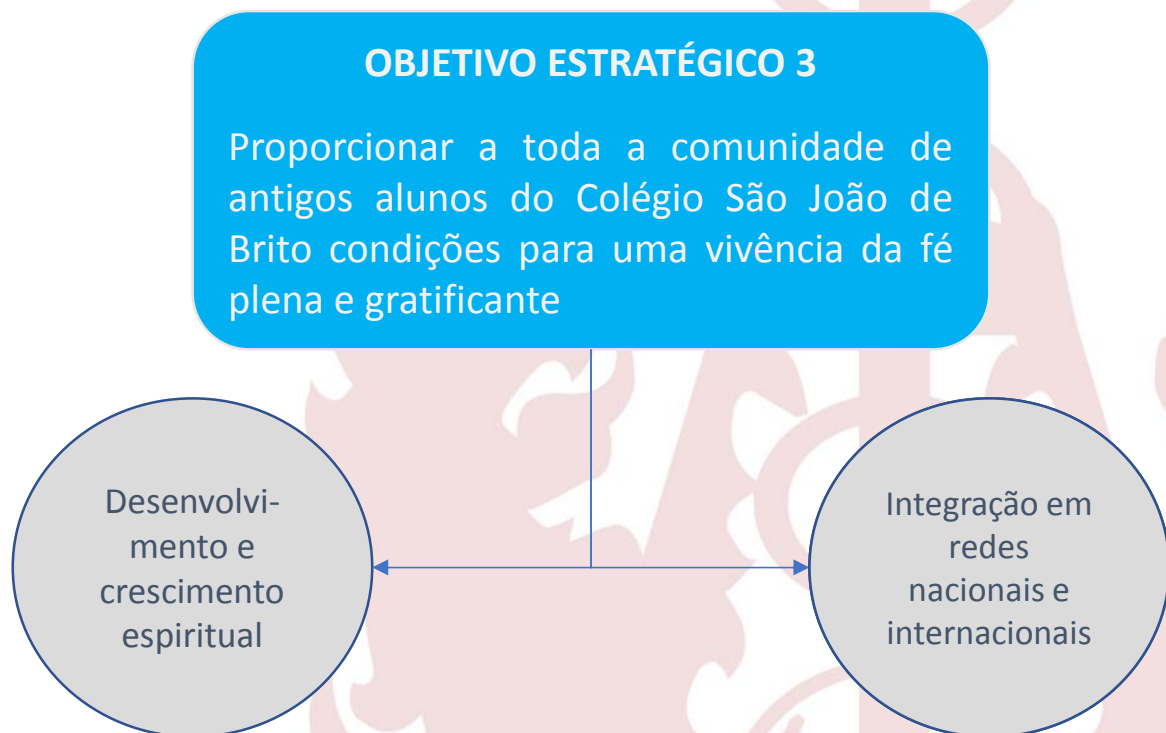 OBJETIVO ESTRATÉGICO 3
Proporcionar a toda a comunidade de
antigos alunos do Colégio São João de
Brito condições para uma vivência da fé
plena e gratificante
Desenvolvi-
mento e
crescimento
espiritual
Integração em
redes
nacionais e
internacionais